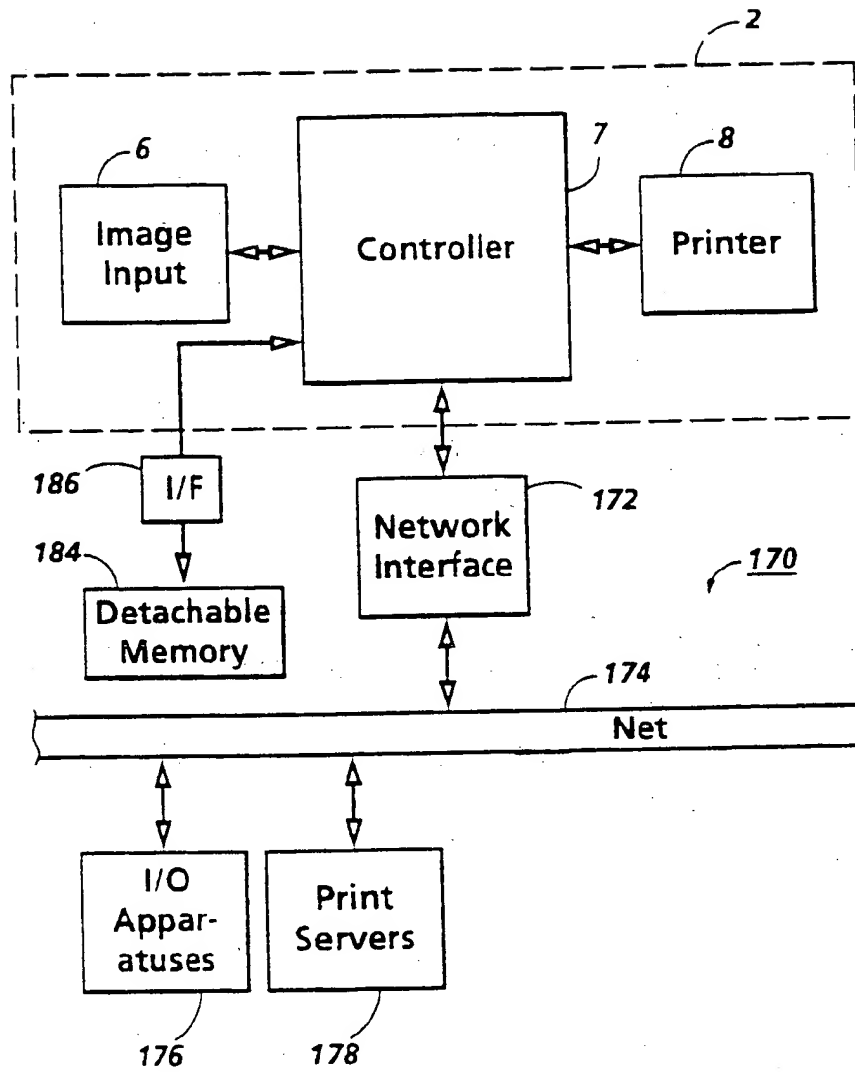 2
6
7
8
Image
Input
Controller
Printer
186
I/F
172
184
Network
Interface
170
Detachable
Memory
174
Net
I/O
Appar-
atuses
Print
Servers
176
178